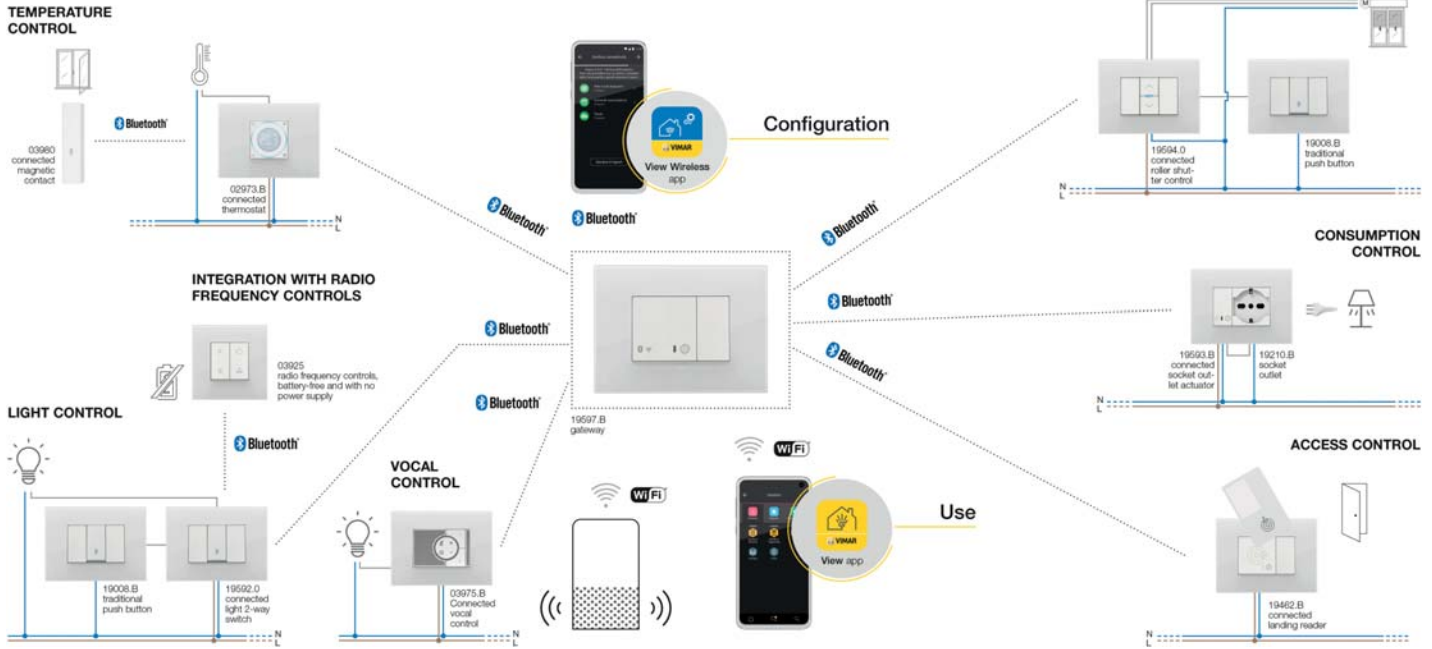 TEMPERATURE
CONTROL
Bluetooth
03980
connected
magnetic
contact
02973.B
connected
thermostat
N
L
INTEGRATION WITH RADIO
FREQUENCY CONTROLS
03925
radio frequency controls,
battery-free and with no
power supply
Bluetooth
LIGHT CONTROL
19008.B
traditional
push button
19592.0
connected
light 2-way
switch
N
L
VOCAL
CONTROL
03975.B
Connected
vocal
control
N
L
VIMAR
View Wireless
app
Configuration
Bluetooth
Bluetooth
Bluetooth
Bluetooth
Bluetooth
Bluetooth
Bluetooth
19597.B
gateway
WiFi
WiFi
VIMAR
View app
Use
M
19594.0
connected
roller shut-
ter control
19008.B
traditional
push button
N
L
CONSUMPTION
CONTROL
19593.B
connected
socket out-
let actuator
19210.B
socket
outlet
N
L
ACCESS CONTROL
19462.B
connected
landing reader
N
L